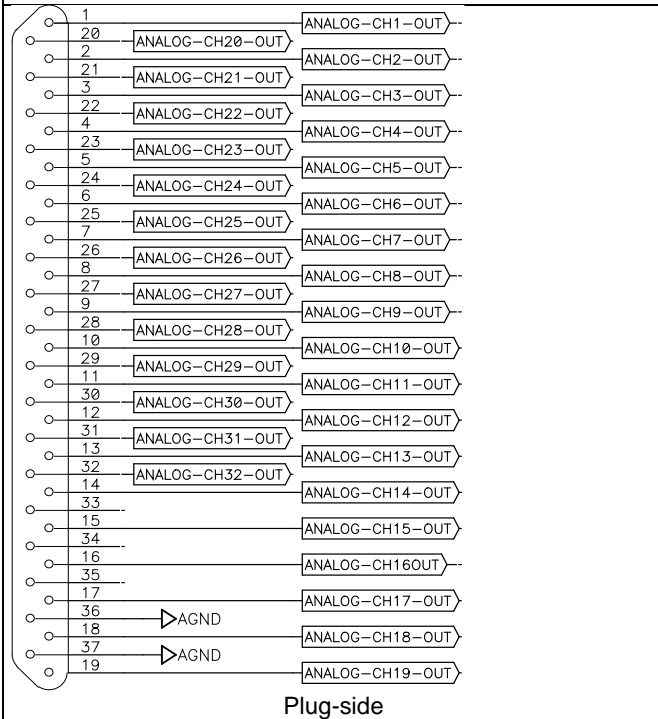 1 ANALOG-CH1-OUT
20 ANALOG-CH20-OUT
2 ANALOG-CH2-OUT
21 ANALOG-CH21-OUT
3 ANALOG-CH3-OUT
22 ANALOG-CH22-OUT
4 ANALOG-CH4-OUT
23 ANALOG-CH23-OUT
5 ANALOG-CH5-OUT
24 ANALOG-CH24-OUT
6 ANALOG-CH6-OUT
25 ANALOG-CH25-OUT
7 ANALOG-CH7-OUT
26 ANALOG-CH26-OUT
8 ANALOG-CH8-OUT
27 ANALOG-CH27-OUT
9 ANALOG-CH9-OUT
28 ANALOG-CH28-OUT
10 ANALOG-CH10-OUT
29 ANALOG-CH29-OUT
11 ANALOG-CH11-OUT
30 ANALOG-CH30-OUT
12 ANALOG-CH12-OUT
31 ANALOG-CH31-OUT
13 ANALOG-CH13-OUT
32 ANALOG-CH32-OUT
14 ANALOG-CH14-OUT
33
15 ANALOG-CH15-OUT
34
16 ANALOG-CH16OUT
35
17 ANALOG-CH17-OUT
36 AGND
18 ANALOG-CH18-OUT
37 AGND
19 ANALOG-CH19-OUT
Plug-side